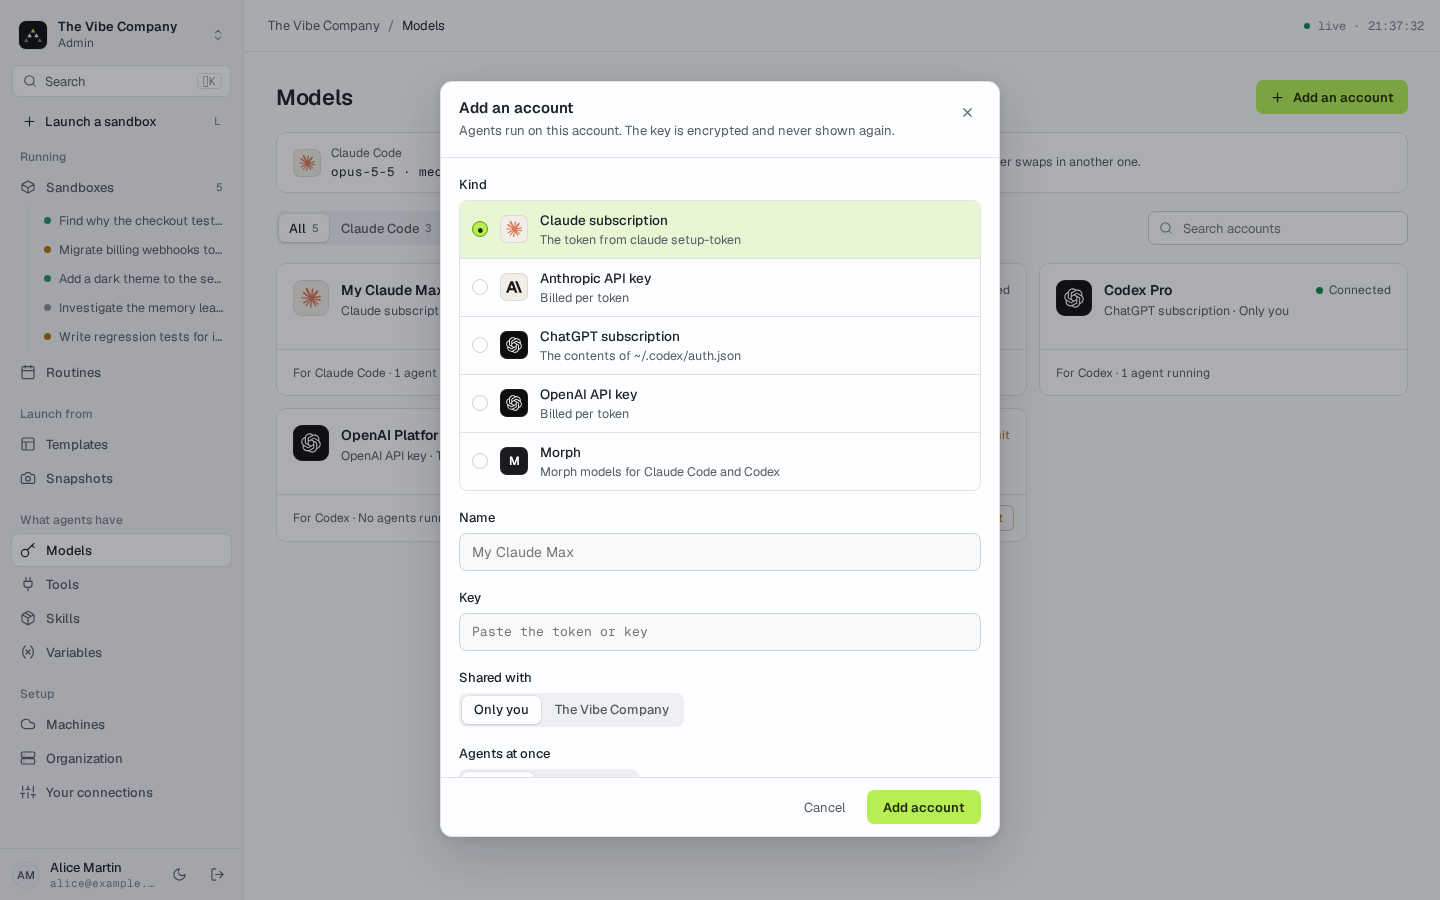 The Vibe Company
Admin
Search
K
Launch a sandbox
L
Running
Sandboxes
5
Find why the checkout test…
Migrate billing webhooks to…
Add a dark theme to the se…
Investigate the memory lea…
Write regression tests for i…
Routines
Launch from
Templates
Snapshots
What agents have
Models
Tools
Skills
Variables
Setup
Machines
Organization
Your connections
AM
Alice Martin
alice@example.…
The Vibe Company / Models
live · 21:37:32
Models
Add an account
Claude Code
opus-5-5 ·
swaps in another one.
All 5
Claude Code 3
Search accounts
My Claude Max
Claude
For Claude Code · 1 agent
Codex Pro
Connected
ChatGPT subscription · Only you
For Codex · 1 agent running
OpenAI
OpenAI API key ·
For Codex · No agents
Add an account
Agents run on this account. The key is encrypted and never shown again.
Kind
Claude subscription
The token from claude setup-token
Anthropic API key
Billed per token
ChatGPT subscription
The contents of ~/.codex/auth.json
OpenAI API key
Billed per token
M
Morph
Morph models for Claude Code and Codex
Name
My Claude Max
Key
Paste the token or key
Shared with
Only you
The Vibe Company
Agents at once
Cancel
Add account